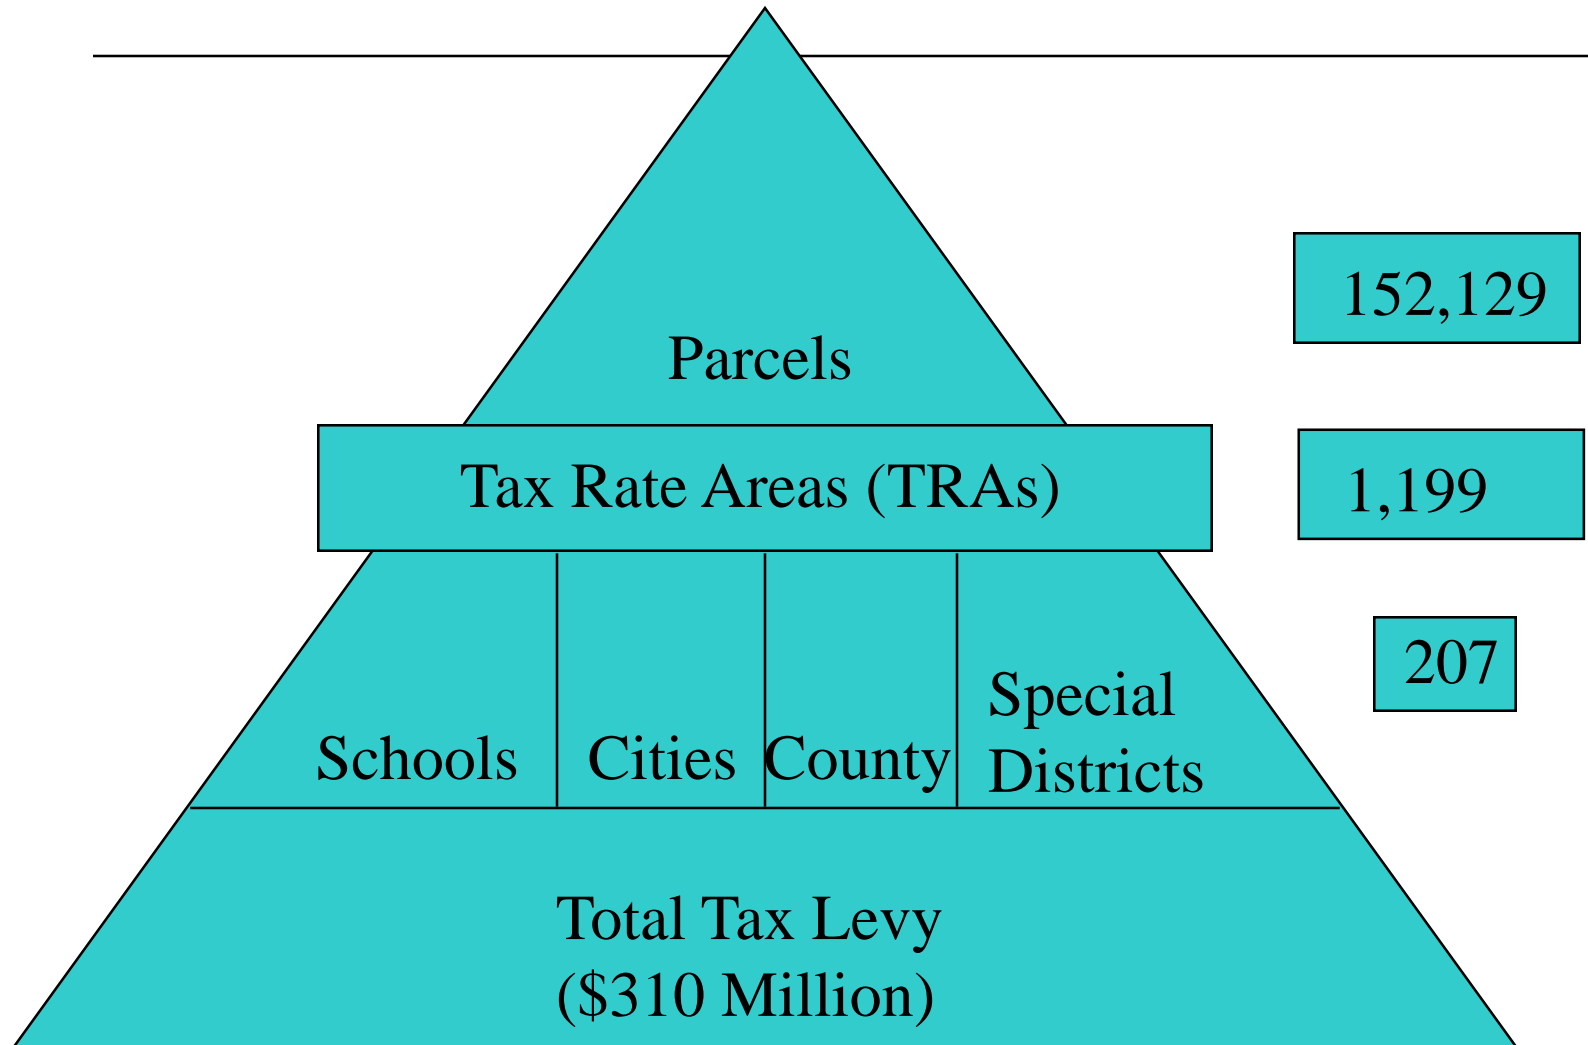 152,129
Parcels
Tax Rate Areas (TRAs)
1,199
207
Schools
Cities
County
Special
Districts
Total Tax Levy
($310 Million)